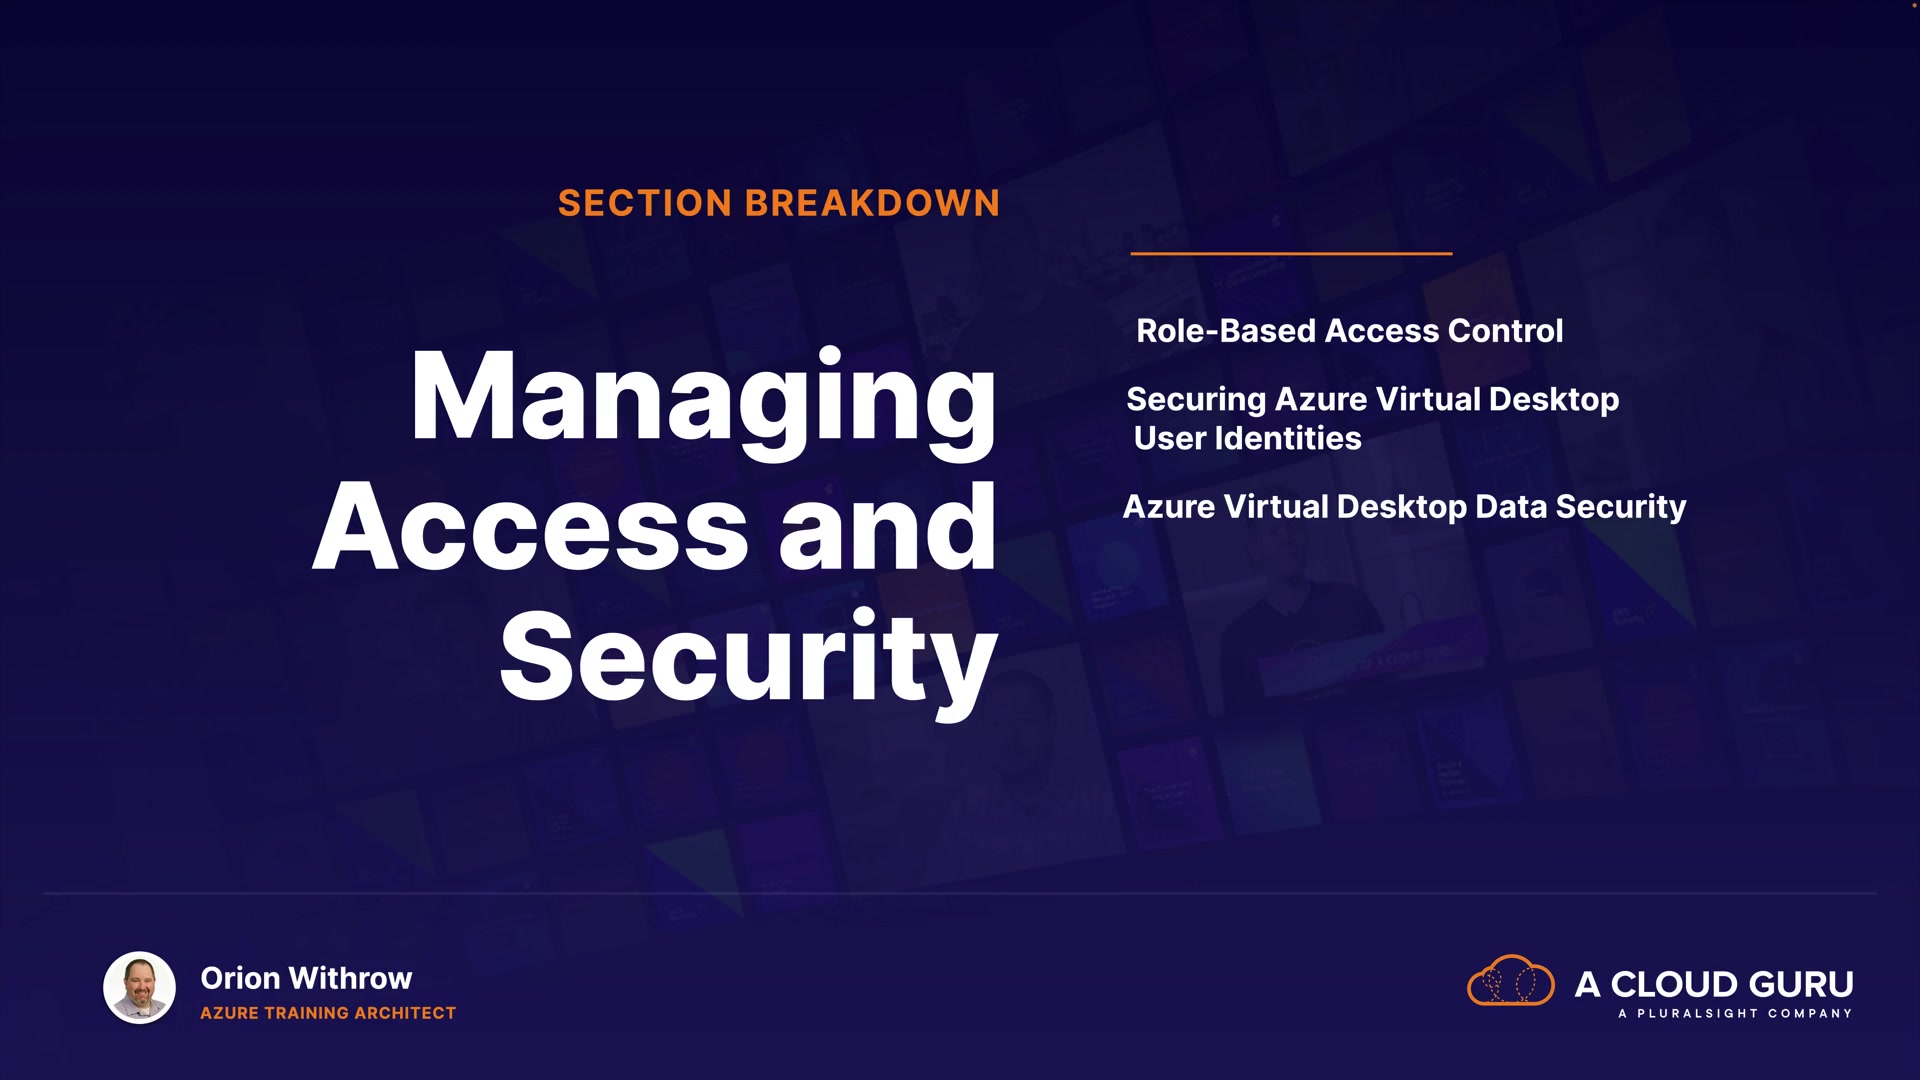 SECTION BREAKDOWN
Managing
Access and
Security
Role-Based Access Control
Securing Azure Virtual Desktop
User Identities
Azure Virtual Desktop Data Security
Orion Withrow
AZURE TRAINING ARCHITECT
A CLOUD GURU
A PLURALSIGHT COMPANY